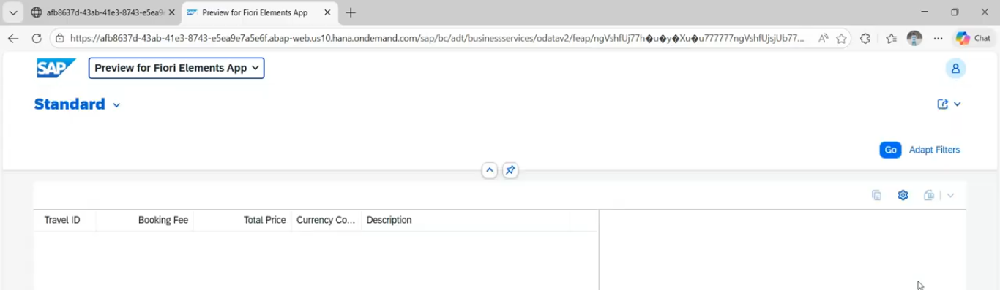 afb8637d-43ab-41e3-8743-e5ea9
Preview for Fiori Elements App
https://afb8637d-43ab-41e3-8743-e5ea9e7a5e6f.abap-web.us10.hana.ondemand.com/sap/bc/adt/businessservices/odatav2/feap/ngVshfUj77h�u�y�Xu�u777777ngVshfUjsjUb77...
Chat
SAP
Preview for Fiori Elements App
Standard
Go
Adapt Filters
Travel ID
Booking Fee
Total Price
Currency Co...
Description